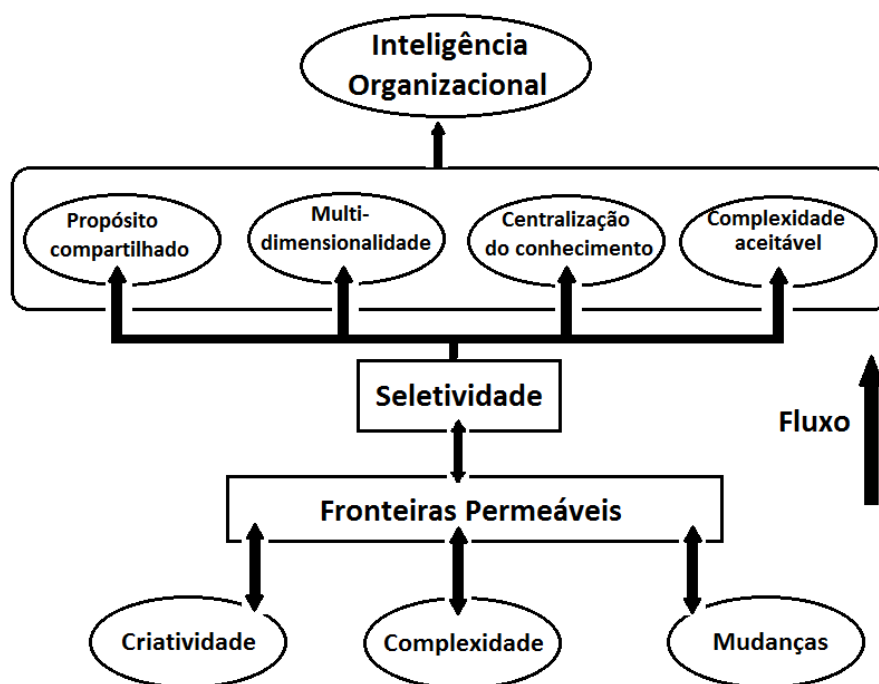 Inteligência
Organizacional
Propósito
compartilhado
Multi-
dimensionalidade
Centralização
do conhecimento
Complexidade
aceitável
Seletividade
Fluxo
Fronteiras Permeáveis
Criatividade
Complexidade
Mudanças